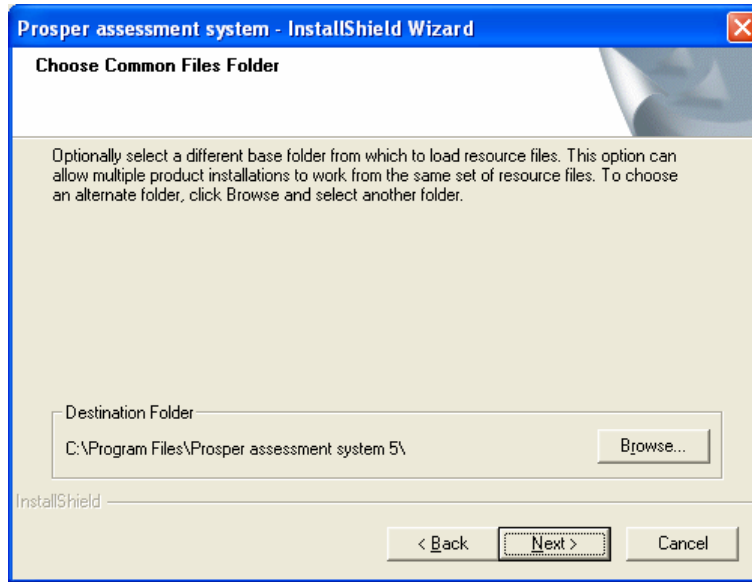 Prosper assessment system - InstallShield Wizard
Choose Common Files Folder
Optionally select a different base folder from which to load resource files. This option can
allow multiple product installations to work from the same set of resource files. To choose
an alternate folder, click Browse and select another folder.
Destination Folder
C:\Program Files\Prosper assessment system 5\
Browse...
InstallShield
< Back
Next >
Cancel